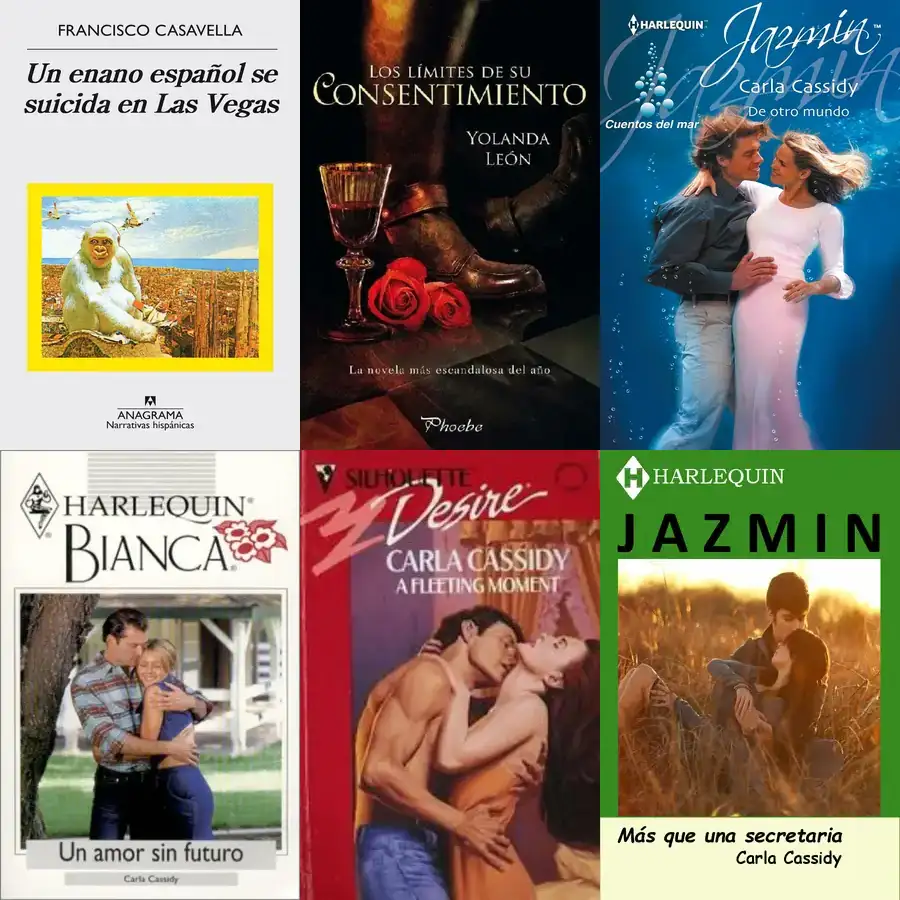 FRANCISCO CASAVELLA
Un enano español se
suicida en Las Vegas
ANAGRAMA
Narrativas hispánicas
LOS LÍMITES DE SU
CONSENTIMIENTO
YOLANDA
LEÓN
La novela más escandalosa del año
Phoebe
HARLEQUIN™
Jazmín™
Carla Cassidy
De otro mundo
Cuentos del mar
HARLEQUIN®
BIANCA®
Un amor sin futuro
Carla Cassidy
SILHOUETTE
Desire®
CARLA CASSIDY
A FLEETING MOMENT
HARLEQUIN
JAZMIN
Más que una secretaria
Carla Cassidy